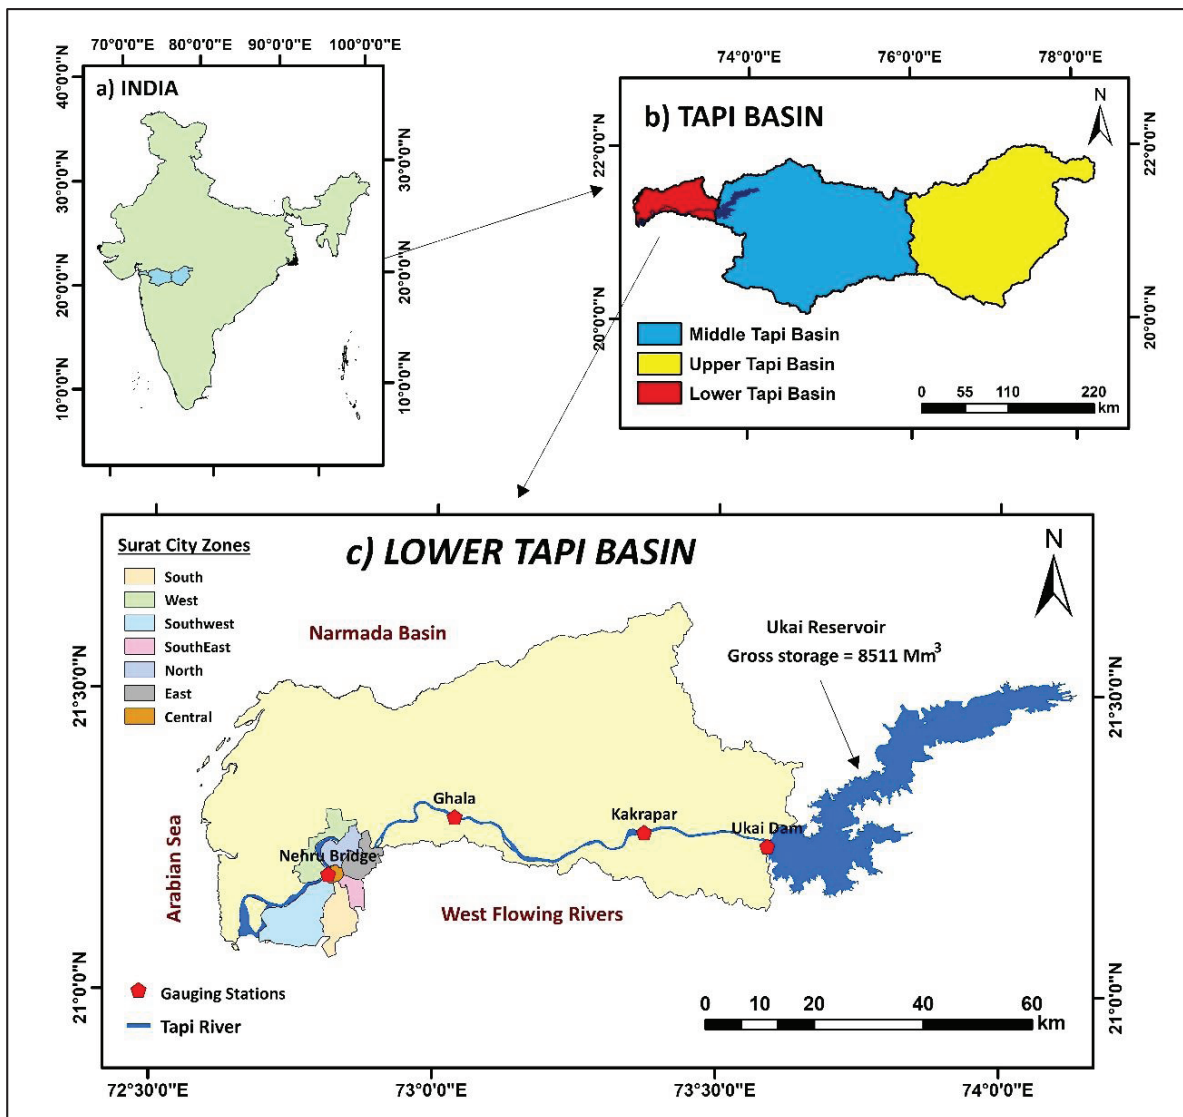 70°0'0"E 80°0'0"E 90°0'0"E 100°0'0"E
40°0'0"N
30°0'0"N
20°0'0"N
10°0'0"N
a) INDIA
30°0'0"N
20°0'0"N
10°0'0"N
74°0'0"E 76°0'0"E 78°0'0"E
b) TAPI BASIN
N
22°0'0"N
20°0'0"N
22°0'0"N
20°0'0"N
Middle Tapi Basin
Upper Tapi Basin
Lower Tapi Basin
0 55 110 220
km
c) LOWER TAPI BASIN
Surat City Zones
South
West
Southwest
SouthEast
North
East
Central
N
Narmada Basin
Ukai Reservoir
Gross storage = 8511 Mm3
21°30'0"N
21°0'0"N
21°30'0"N
21°0'0"N
Ghala
Kakrapar
Ukai Dam
Nehru Bridge
Arabian Sea
West Flowing Rivers
Gauging Stations
Tapi River
0 10 20 40 60
km
72°30'0"E 73°0'0"E 73°30'0"E 74°0'0"E